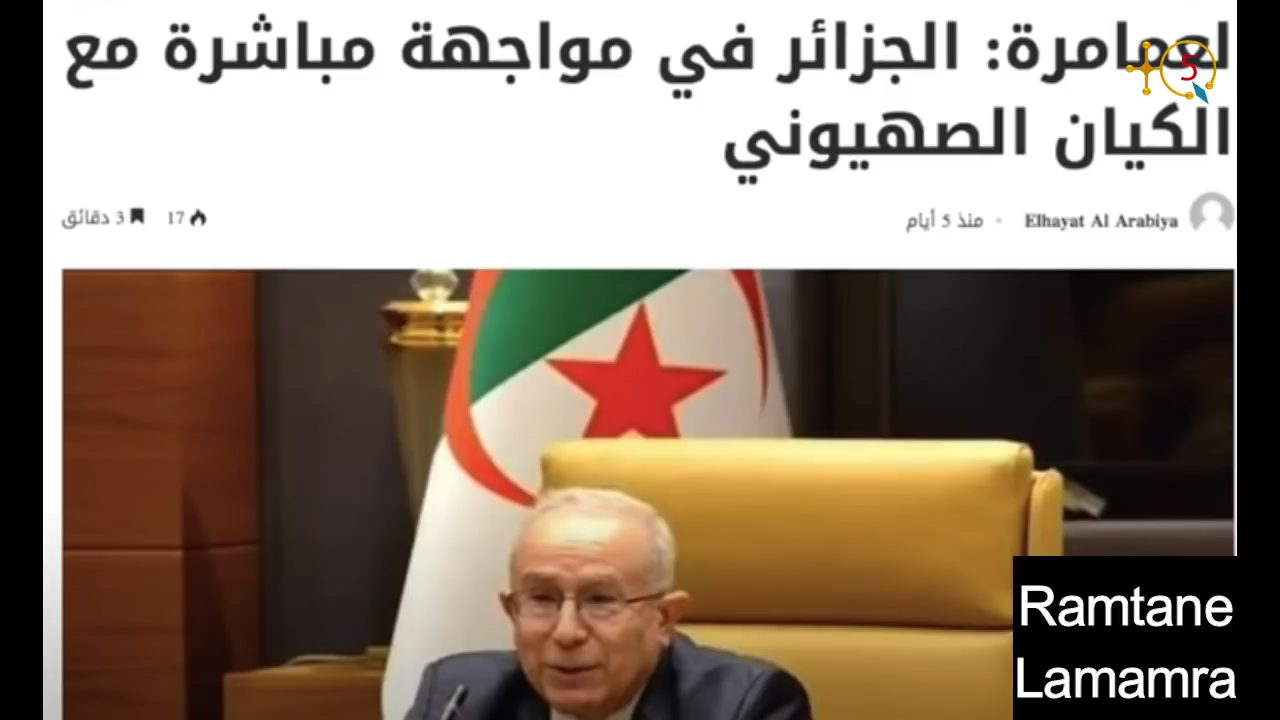 لعمامرة: الجزائر في مواجهة مباشرة مع
الكيان الصهيوني
Elhayat Al Arabiya • منذ 5 أيام
17 3 دقائق
5
Ramtane
Lamamra